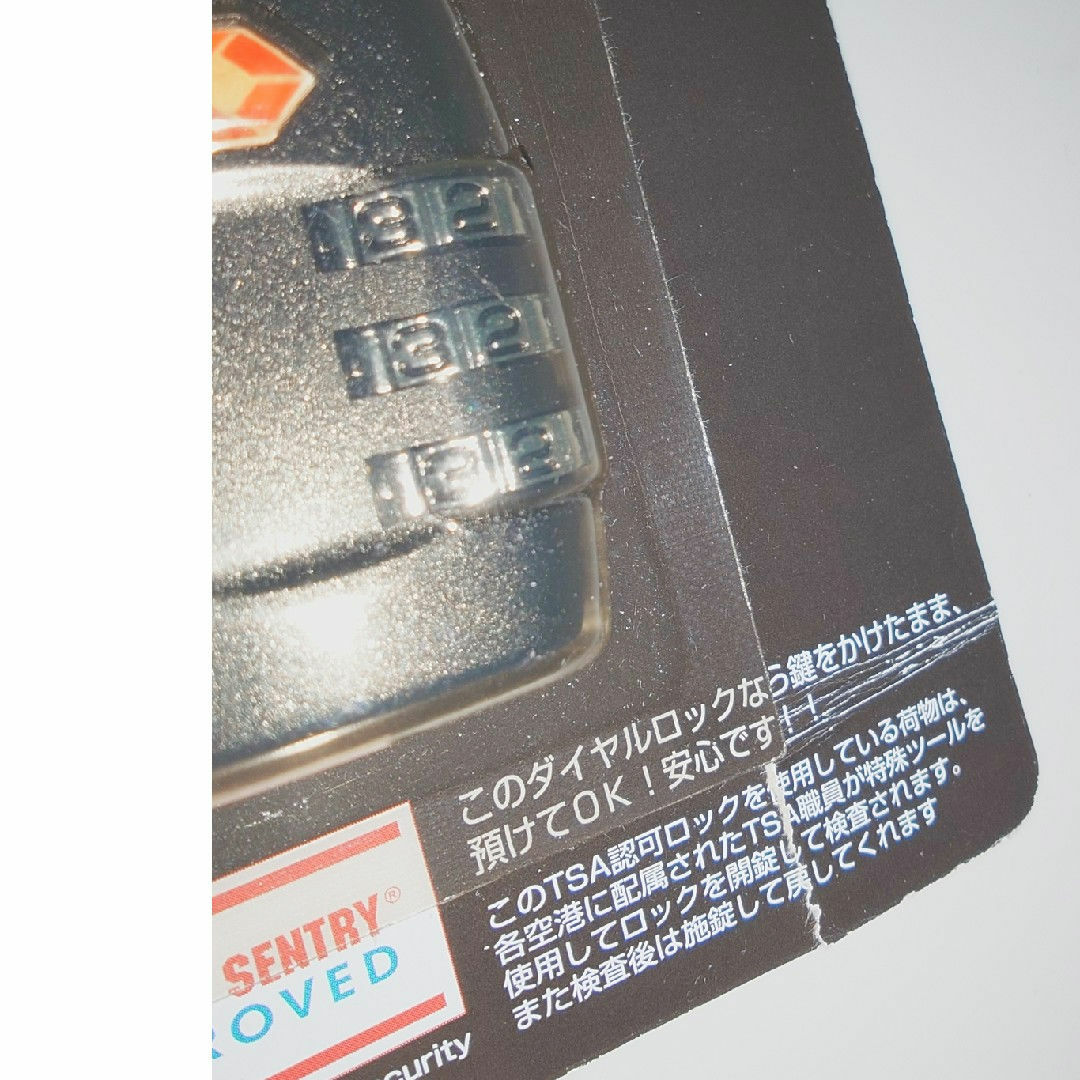 32
32
32
このダイヤルロックなら鍵をかけたまま、
預けてOK！安心です！！
このTSA認可ロックを使用している荷物は、
各空港に配属されたTSA職員が特殊ツールを
使用してロックを開錠して検査されます。
また検査後は施錠して戻してくれます
SENTRY®
ROVED
curity